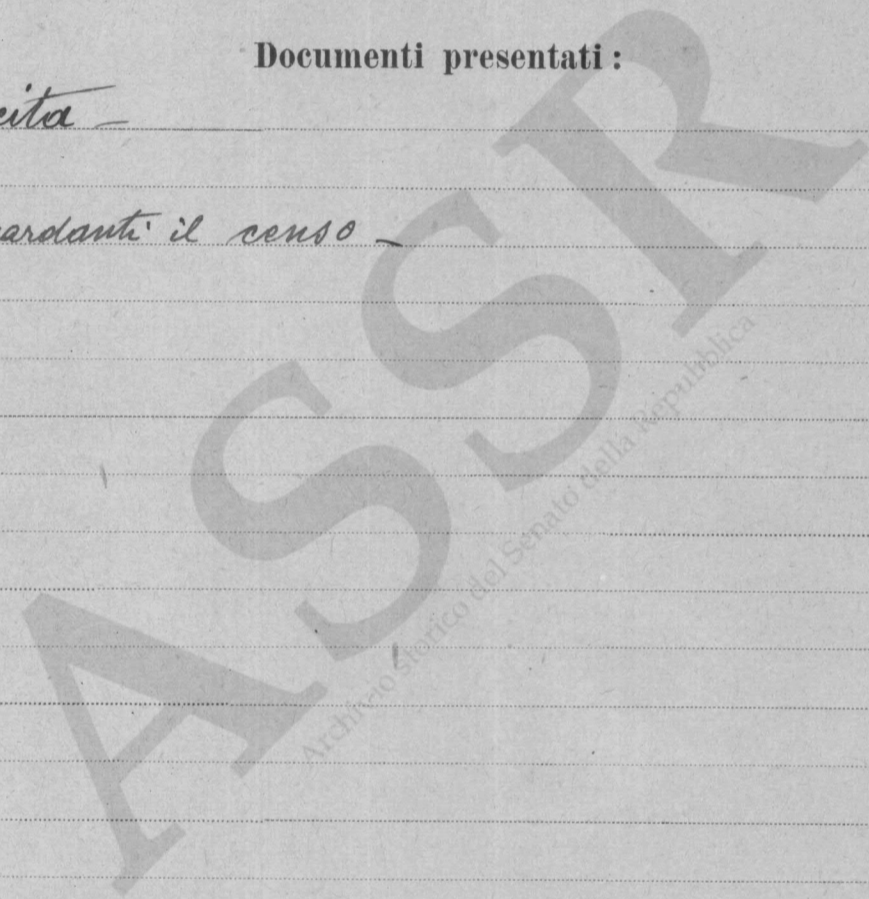 Documenti presentati :
cita –
ardanti il censo –
ASSR
Archivio Storico del Senato della Repubblica